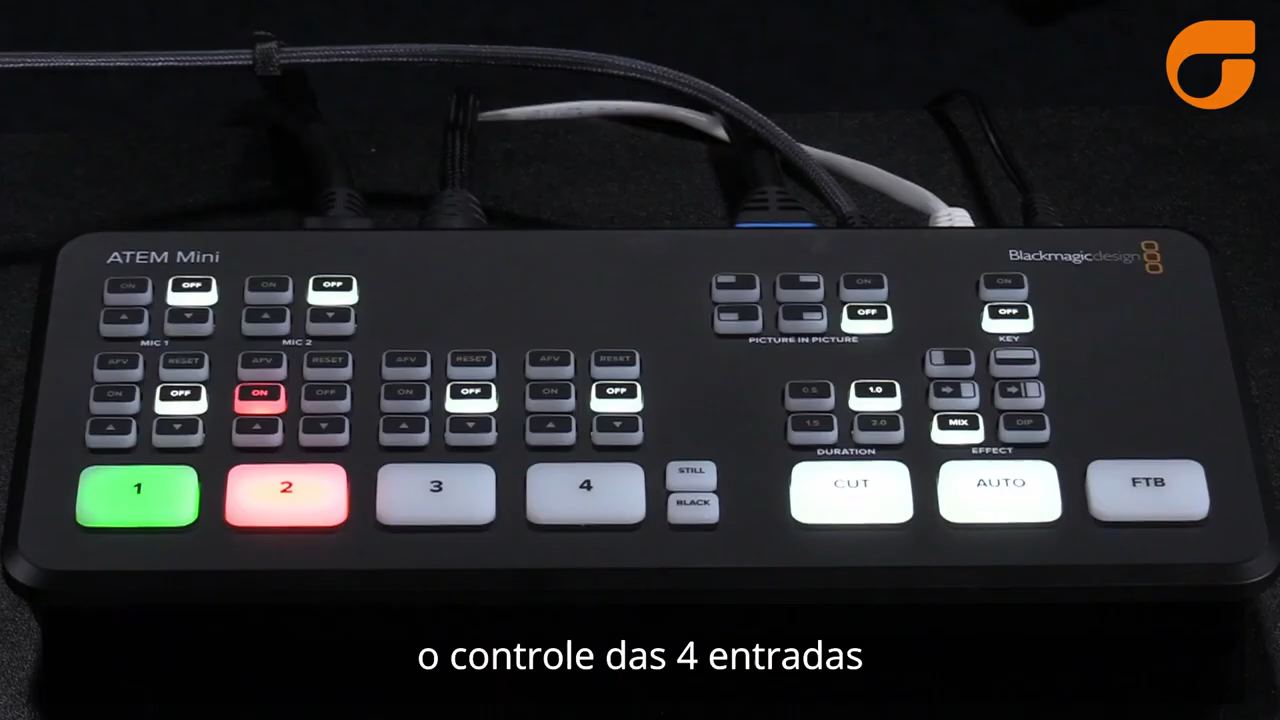 ATEM Mini
Blackmagicdesign
ON OFF ON OFF ON ON
OFF OFF
MIC 1 MIC 2 PICTURE IN PICTURE KEY
AFV RESET AFV RESET AFV RESET AFV RESET
ON OFF ON OFF ON OFF ON OFF 0.5 1.0
1.5 2.0 MIX DIP
DURATION EFFECT
1 2 3 4 STILL CUT AUTO FTB
BLACK
o controle das 4 entradas